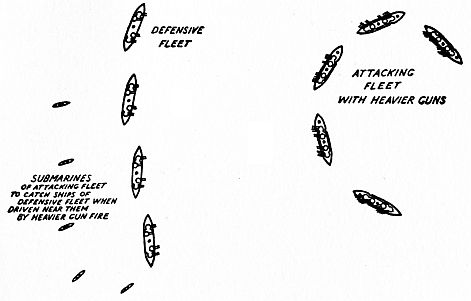 DEFENSIVE
FLEET
ATTACKING
FLEET
WITH HEAVIER GUNS
SUBMARINES
OF ATTACKING FLEET
TO CATCH SHIPS OF
DEFENSIVE FLEET WHEN
DRIVEN NEAR THEM
BY HEAVIER GUN FIRE